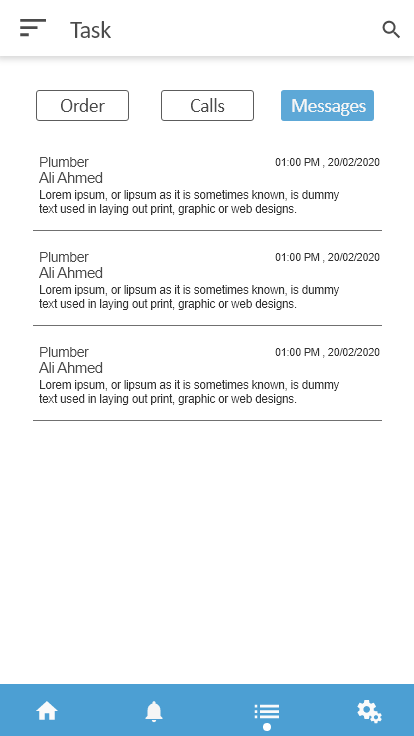 Task
Order
Calls
Messages
Plumber
01:00 PM , 20/02/2020
Ali Ahmed
Lorem ipsum, or lipsum as it is sometimes known, is dummy
text used in laying out print, graphic or web designs.
Plumber
01:00 PM , 20/02/2020
Ali Ahmed
Lorem ipsum, or lipsum as it is sometimes known, is dummy
text used in laying out print, graphic or web designs.
Plumber
01:00 PM , 20/02/2020
Ali Ahmed
Lorem ipsum, or lipsum as it is sometimes known, is dummy
text used in laying out print, graphic or web designs.